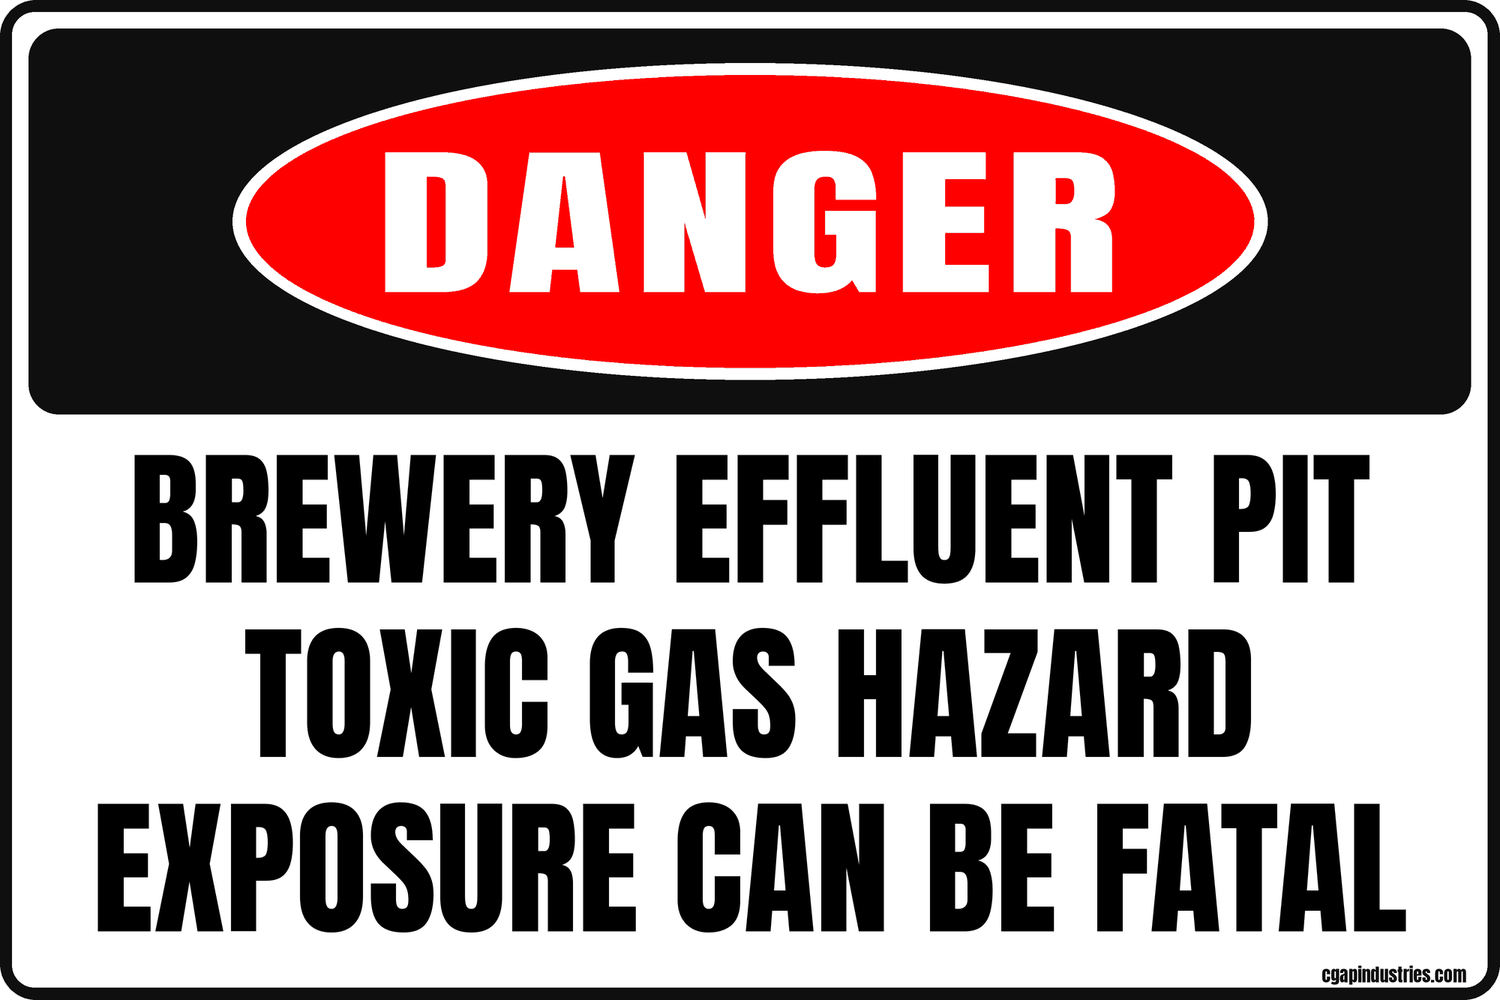 DANGER
BREWERY EFFLUENT PIT
TOXIC GAS HAZARD
EXPOSURE CAN BE FATAL
cgapindustries.com